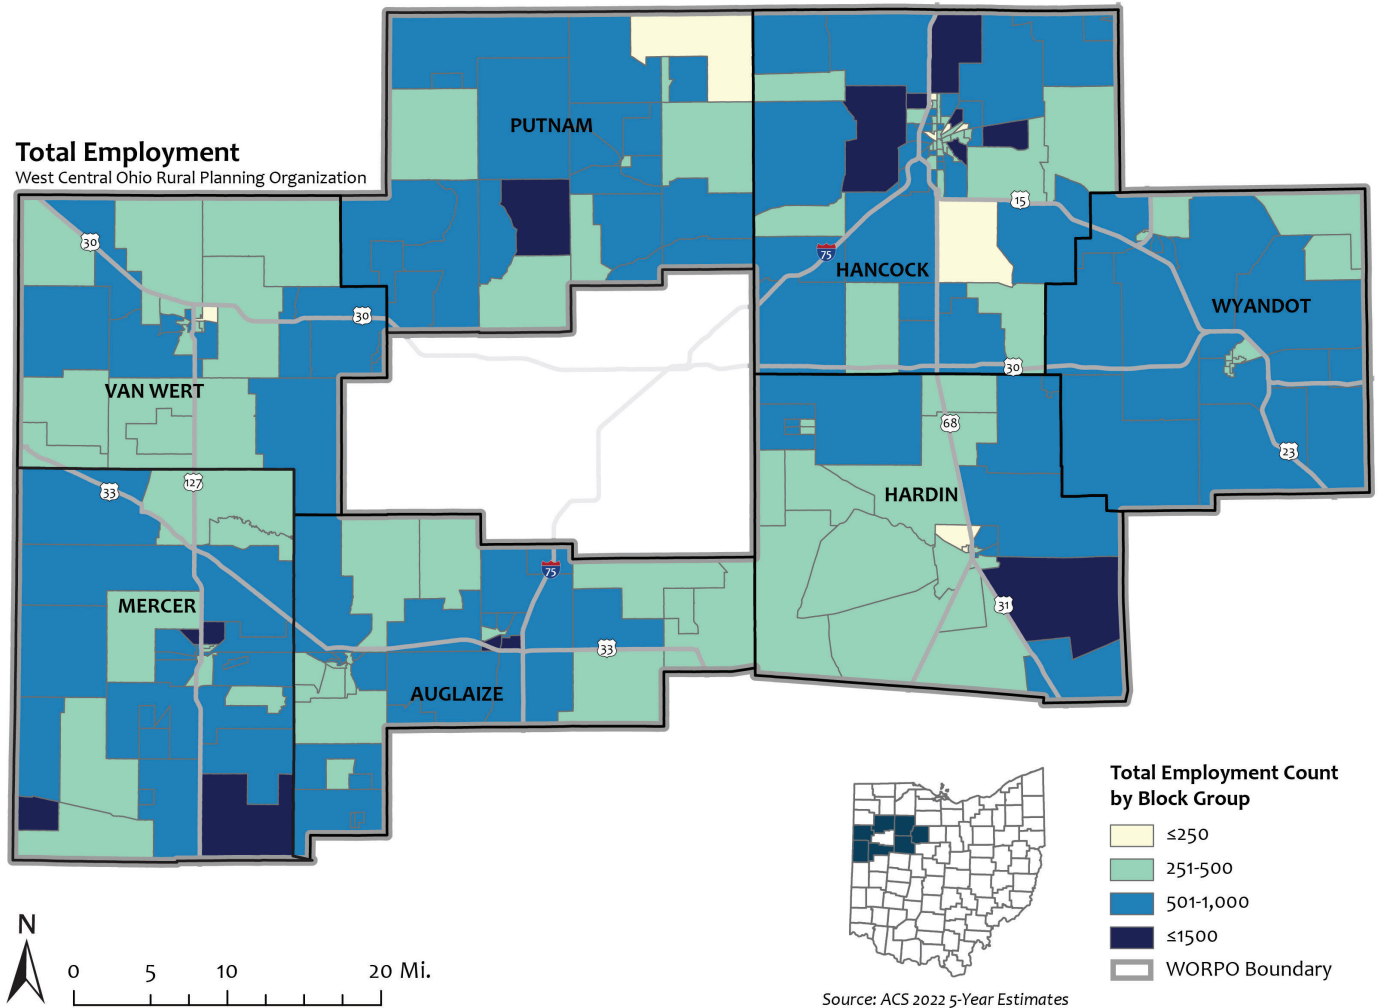 Total Employment
West Central Ohio Rural Planning Organization
PUTNAM
30
15
75
HANCOCK
WYANDOT
30
30
VAN WERT
68
23
33
127
HARDIN
75
MERCER
31
33
AUGLAIZE
Total Employment Count
by Block Group
≤250
251-500
501-1,000
≤1500
WORPO Boundary
N
0 5 10 20 Mi.
Source: ACS 2022 5-Year Estimates